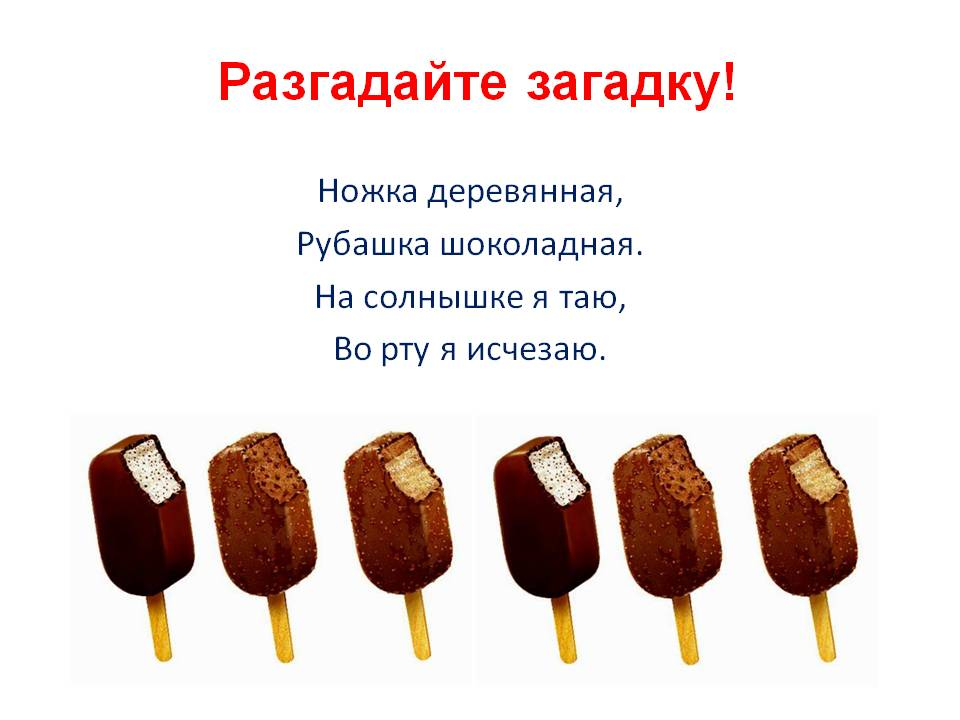 Разгадайте загадку!
Ножка деревянная,
Рубашка шоколадная.
На солнышке я таю,
Во рту я исчезаю.